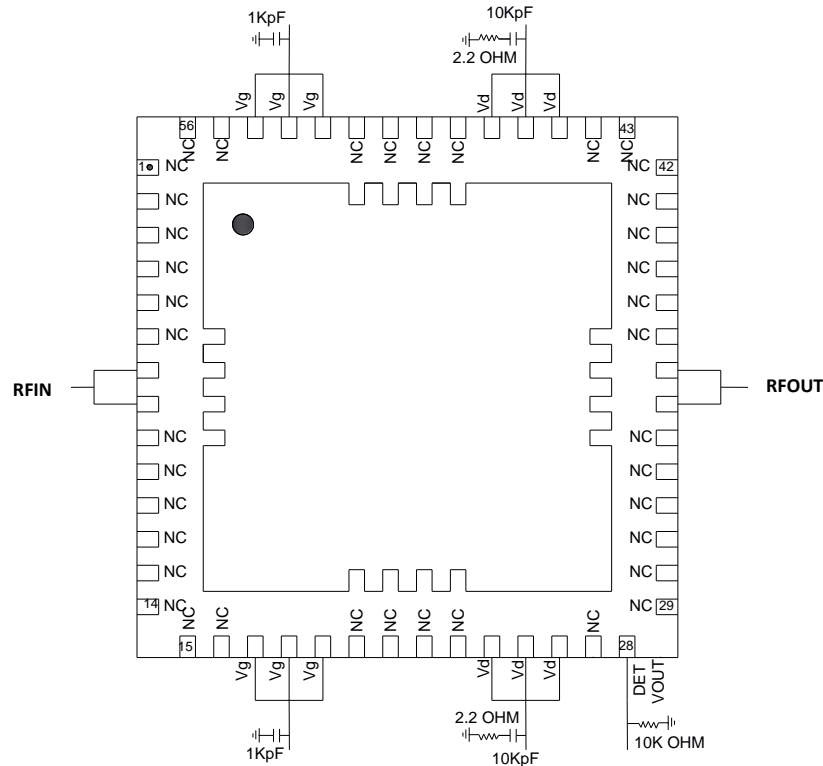 1KpF 10KpF
2.2 OHM
Vg Vg Vg Vd Vd Vd
56 43
NC NC NC NC NC NC NC NC
1 NC NC 42
NC NC
NC NC
NC NC
NC NC
NC NC
RFIN RFOUT
NC NC
NC NC
NC NC
NC NC
NC NC
14 NC NC 29
NC NC NC NC NC NC NC
15 28
Vg Vg Vg Vd Vd Vd
DET
VOUT
2.2 OHM
1KpF 10KpF 10K OHM